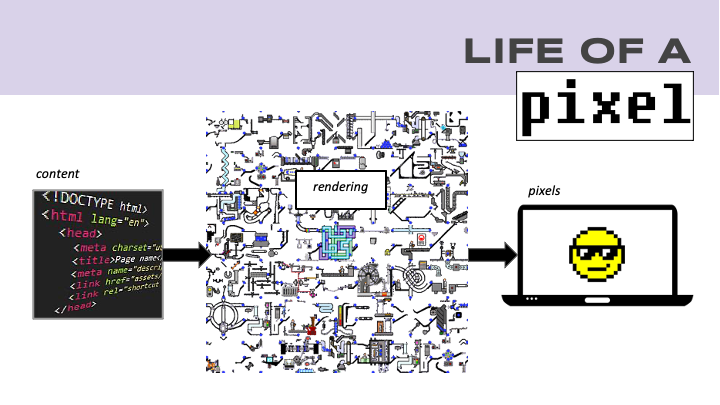 LIFE OF A
pixel
content
rendering
pixels
<!DOCTYPE html>
<html lang="en">
<head>
<meta charset="u
<title>Page name</
<meta name="descri
<link href="assets/
<link rel="shortcut
</head>